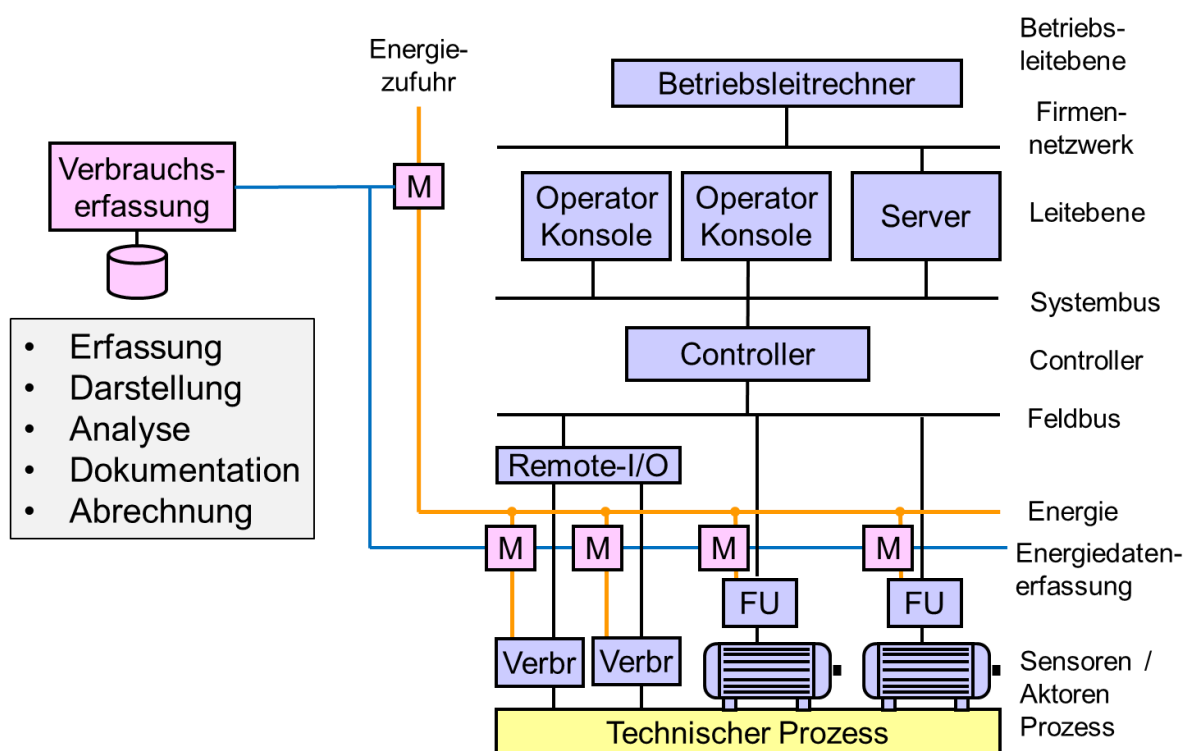 Betriebs-
leitebene
Energie-
zufuhr
Betriebsleitrechner
Firmen-
netzwerk
Verbrauchs-
erfassung
M
Operator
Konsole
Operator
Konsole
Server
Leitebene
Systembus
• Erfassung
• Darstellung
• Analyse
• Dokumentation
• Abrechnung
Controller
Controller
Feldbus
Remote-I/O
Energie
M
M
M
M
Energiedaten-
erfassung
FU
FU
Verbr
Verbr
Sensoren /
Aktoren
Prozess
Technischer Prozess